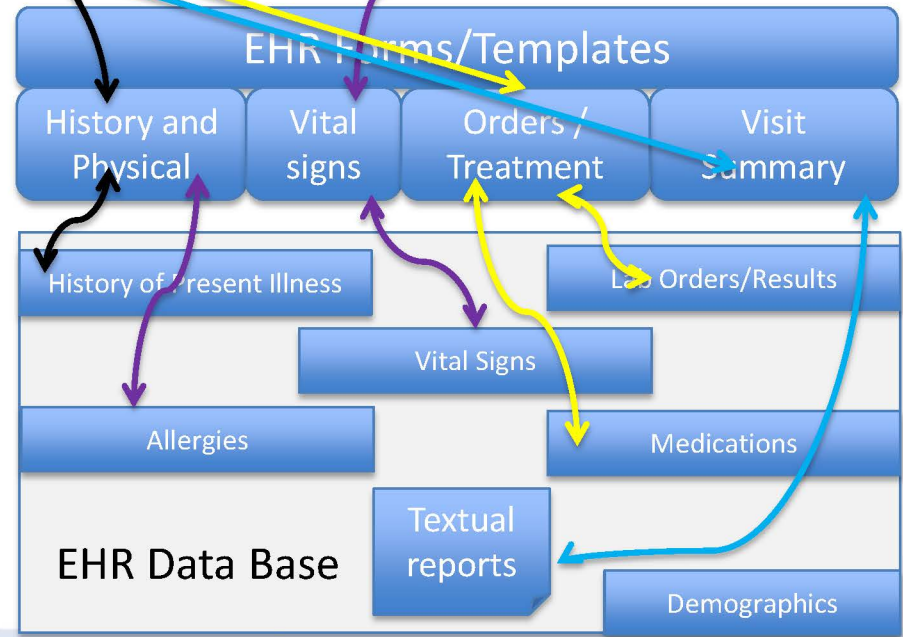 EHR Forms/Templates
History and
Physical
Vital
signs
Orders /
Treatment
Visit
Summary
History of Present Illness
Lab Orders/Results
Vital Signs
Allergies
Medications
Textual
reports
EHR Data Base
Demographics